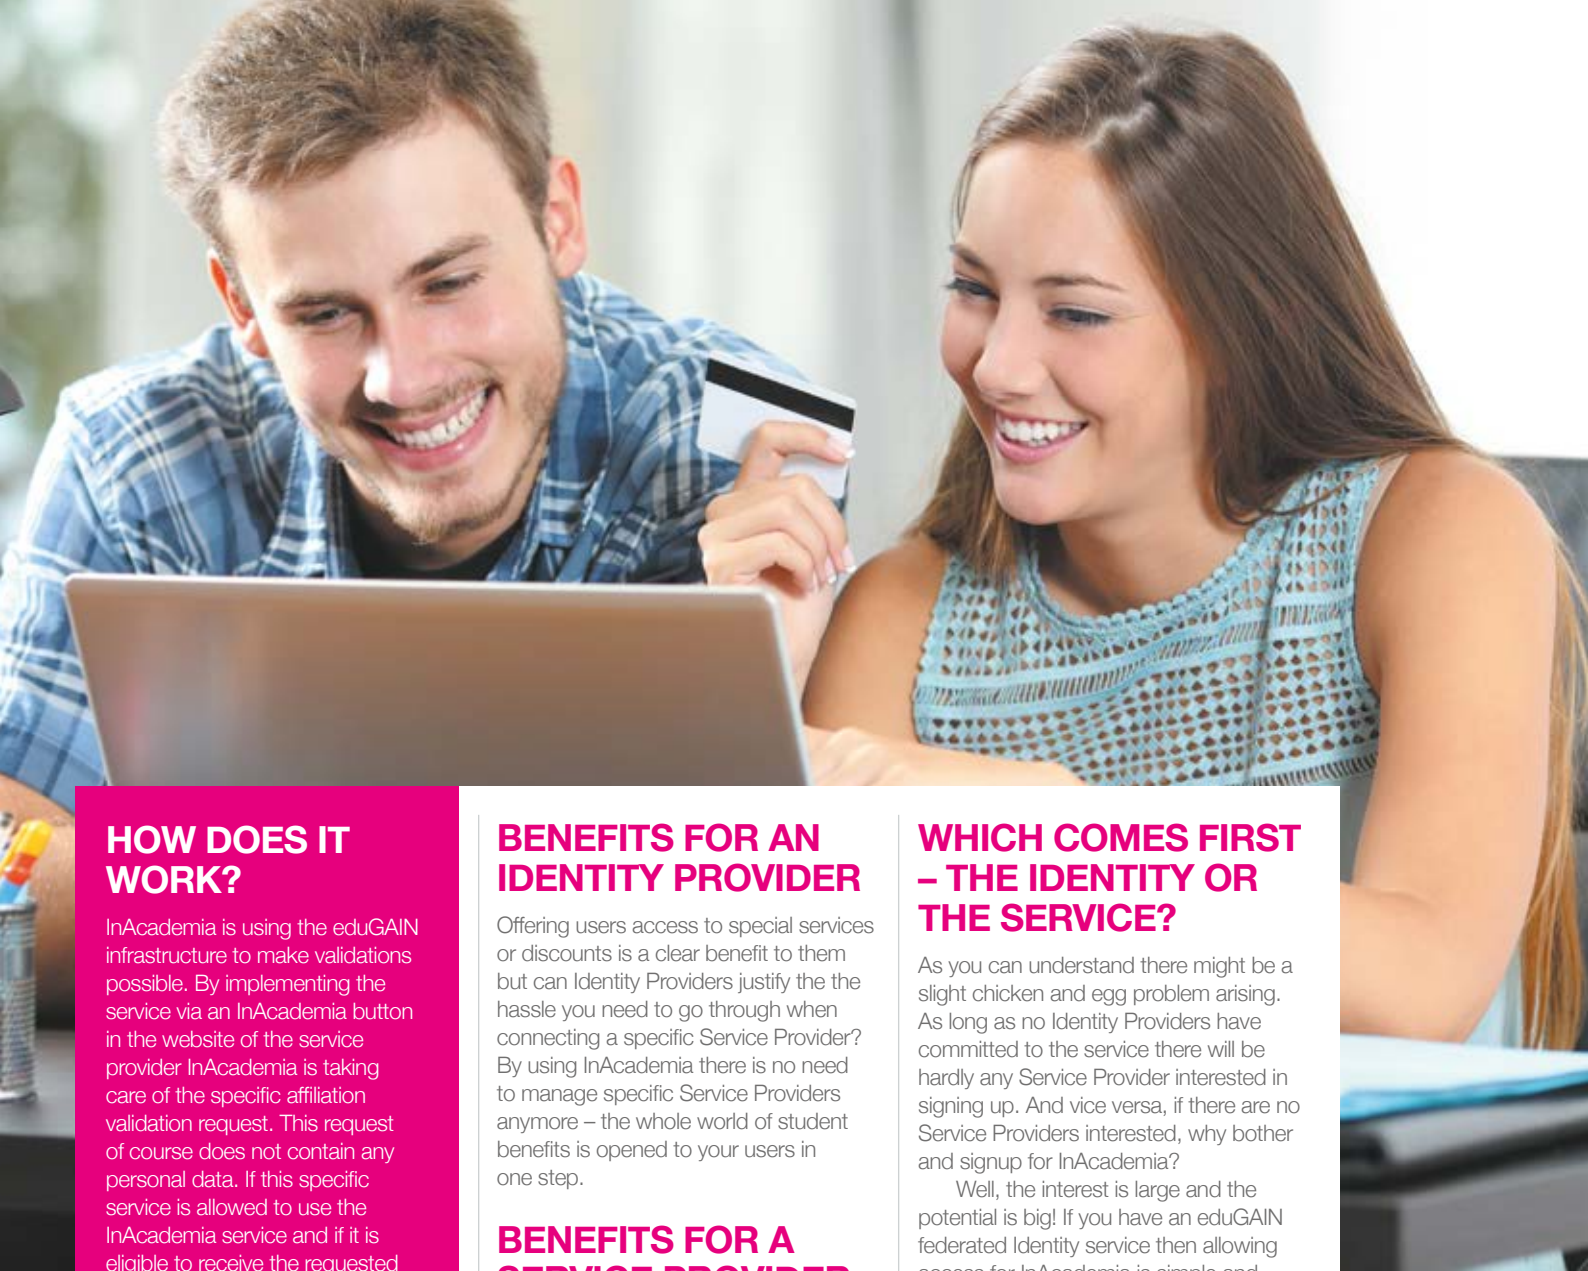 HOW DOES IT
WORK?
InAcademia is using the eduGAIN
infrastructure to make validations
possible. By implementing the
service via an InAcademia button
in the website of the service
provider InAcademia is taking
care of the specific affiliation
validation request. This request
of course does not contain any
personal data. If this specific
service is allowed to use the
InAcademia service and if it is
eligible to receive the requested
BENEFITS FOR AN
IDENTITY PROVIDER
Offering users access to special services
or discounts is a clear benefit to them
but can Identity Providers justify the the
hassle you need to go through when
connecting a specific Service Provider?
By using InAcademia there is no need
to manage specific Service Providers
anymore – the whole world of student
benefits is opened to your users in
one step.
BENEFITS FOR A
SERVICE PROVIDER
WHICH COMES FIRST
– THE IDENTITY OR
THE SERVICE?
As you can understand there might be a
slight chicken and egg problem arising.
As long as no Identity Providers have
committed to the service there will be
hardly any Service Provider interested in
signing up. And vice versa, if there are no
Service Providers interested, why bother
and signup for InAcademia?
Well, the interest is large and the
potential is big! If you have an eduGAIN
federated Identity service then allowing
access for InAcademia is simple and